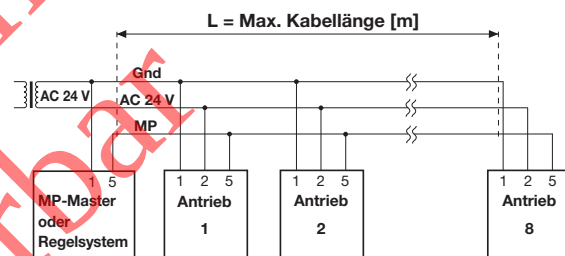 L = Max. Kabellänge [m]
Gnd
AC 24 V
AC 24 V
MP
1 5
1 2 5
1 2 5
1 2 5
MP-Master
oder
Regelsystem
Antrieb
1
Antrieb
2
Antrieb
8